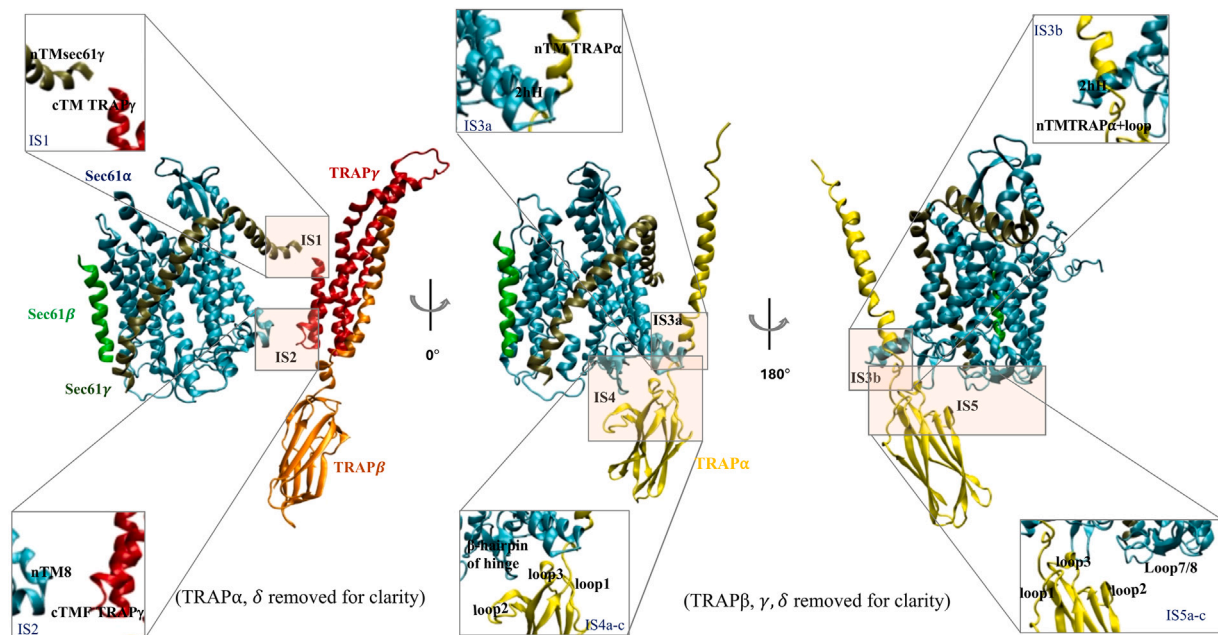 nTMsec61γ
cTM TRAPγ
IS1
nTM TRAPα
2hH
IS3a
IS3b
2hH
nTMTRAPα+loop
Sec61α
TRAPγ
IS1
Sec61β
IS2
0°
IS3a
180°
IS3b
Sec61γ
IS4
IS5
TRAPβ
TRAPα
nTM8
cTMF TRAPγ
IS2
(TRAPα, δ removed for clarity)
β-hairpin
of hinge
loop3
loop1
loop2
IS4a-c
(TRAPβ, γ, δ removed for clarity)
loop3
Loop7/8
loop1
loop2
IS5a-c